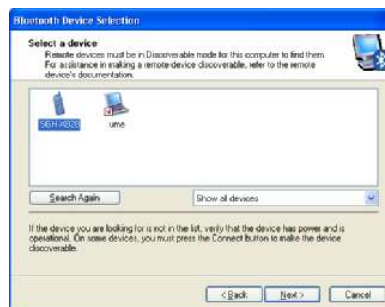 Bluetooth Device Selection
Select a device
Remote devices must be in Discoverable mode for this computer to find them.
For assistance in making a remote device discoverable, refer to the remote
device's documentation.
SGH-X828
ume
Search Again
Show all devices
If the device you are looking for is not in the list, verify that the device has power and is
operational. On some devices, you must press the Connect button to make the device
discoverable.
< Back
Next >
Cancel